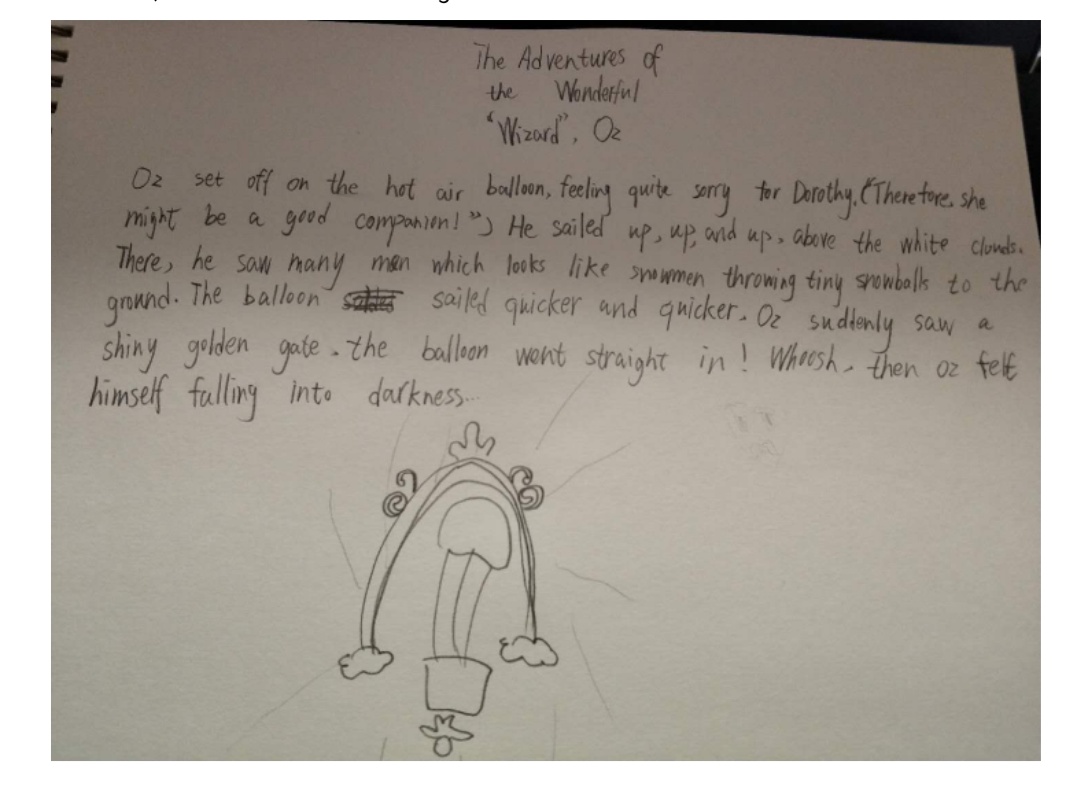 The Adventures of
the Wonderful
"Wizard", Oz
Oz set off on the hot air balloon, feeling quite sorry for Dorothy.("Therefore, she
might be a good companion!") He sailed up, up, and up, above the white clouds.
There, he saw many men which looks like snowmen throwing tiny snowballs to the
ground. The balloon sailed quicker and quicker. Oz suddenly saw a
shiny golden gate. the balloon went straight in! Whoosh, then Oz felt
himself falling into darkness...